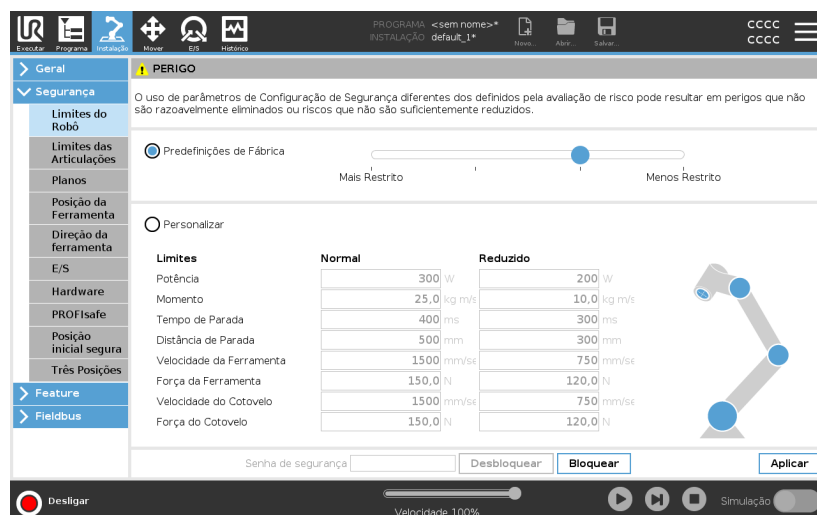 PROGRAMA <sem nome>*
INSTALAÇÃO default_1*
CCCC
CCCC
Executar Programa Instalação Mover E/S Histórico Novo... Abrir... Salvar...
Geral
Segurança
Limites do
Robô
Limites das
Articulações
Planos
Posição da
Ferramenta
Direção da
ferramenta
E/S
Hardware
PROFIsafe
Posição
inicial segura
Três Posições
Feature
Fieldbus
PERIGO
O uso de parâmetros de Configuração de Segurança diferentes dos definidos pela avaliação de risco pode resultar em perigos que não
são razoavelmente eliminados ou riscos que não são suficientemente reduzidos.
Predefinições de Fábrica
Mais Restrito Menos Restrito
Personalizar
Limites Normal Reduzido
Potência 300 W 200 W
Momento 25,0 kg m/s 10,0 kg m/s
Tempo de Parada 400 ms 300 ms
Distância de Parada 500 mm 300 mm
Velocidade da Ferramenta 1500 mm/se 750 mm/se
Força da Ferramenta 150,0 N 120,0 N
Velocidade do Cotovelo 1500 mm/se 750 mm/se
Força do Cotovelo 150,0 N 120,0 N
Senha de segurança Desbloquear Bloquear Aplicar
Desligar Velocidade 100% Simulação